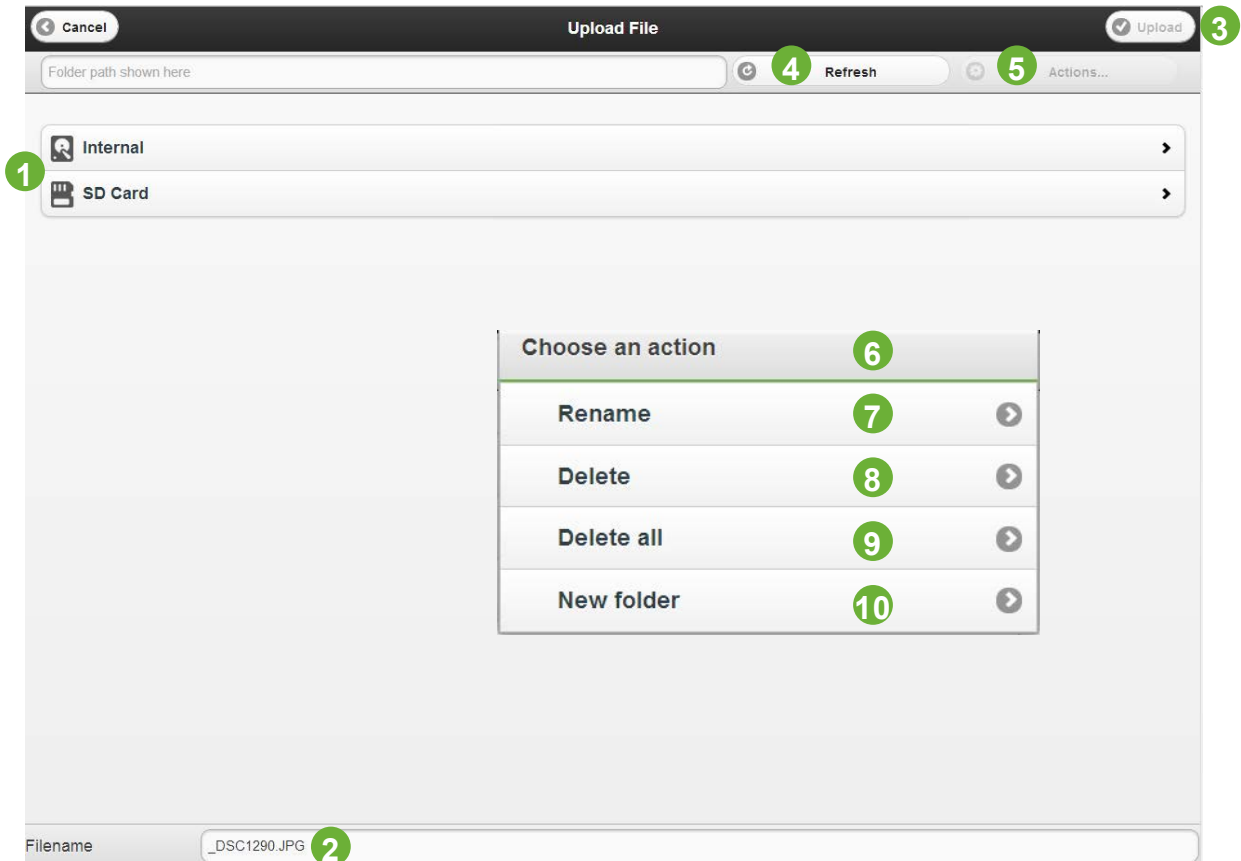 Cancel Upload File Upload 3
Folder path shown here 4 Refresh 5 Actions...
Internal
1
SD Card
Choose an action 6
Rename 7
Delete 8
Delete all 9
New folder 10
Filename _DSC1290.JPG 2